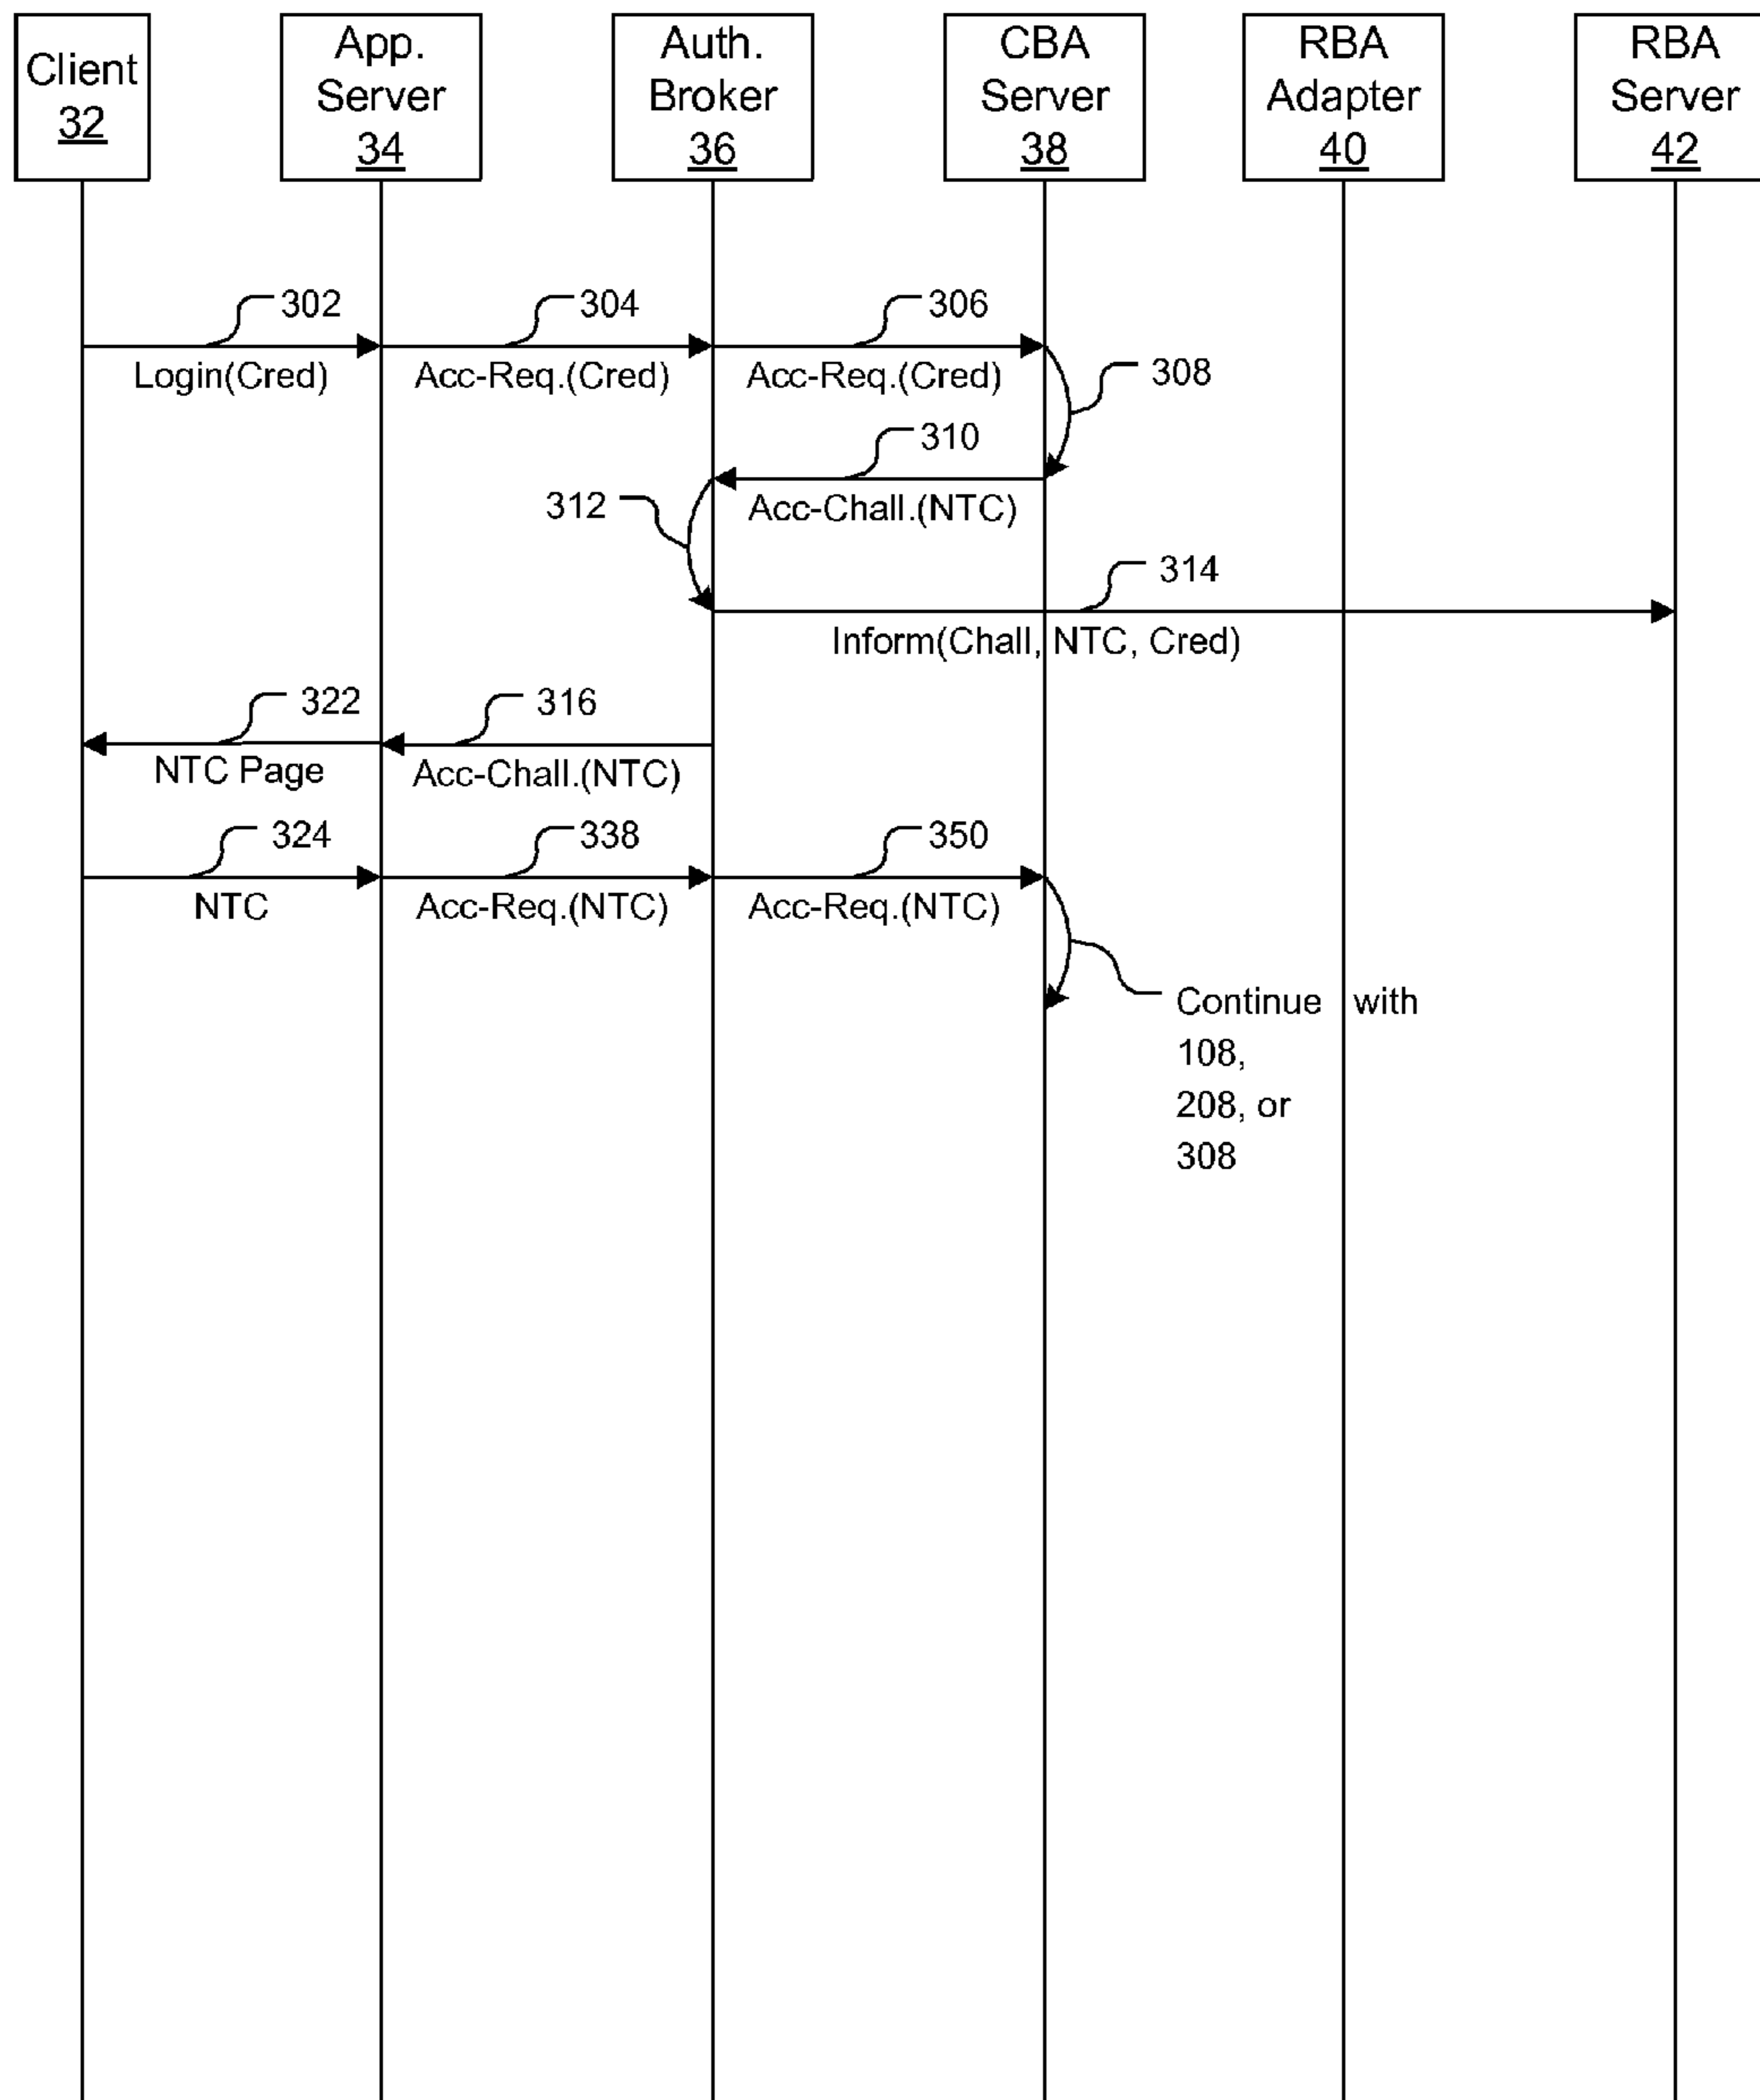 Client
32
App.
Server
34
Auth.
Broker
36
CBA
Server
38
RBA
Adapter
40
RBA
Server
42
302
304
306
Login(Cred)
Acc-Req.(Cred)
Acc-Req.(Cred)
308
310
Acc-Chall.(NTC)
312
314
Inform(Chall, NTC, Cred)
322
316
NTC Page
Acc-Chall.(NTC)
324
338
350
NTC
Acc-Req.(NTC)
Acc-Req.(NTC)
Continue with
108,
208, or
308